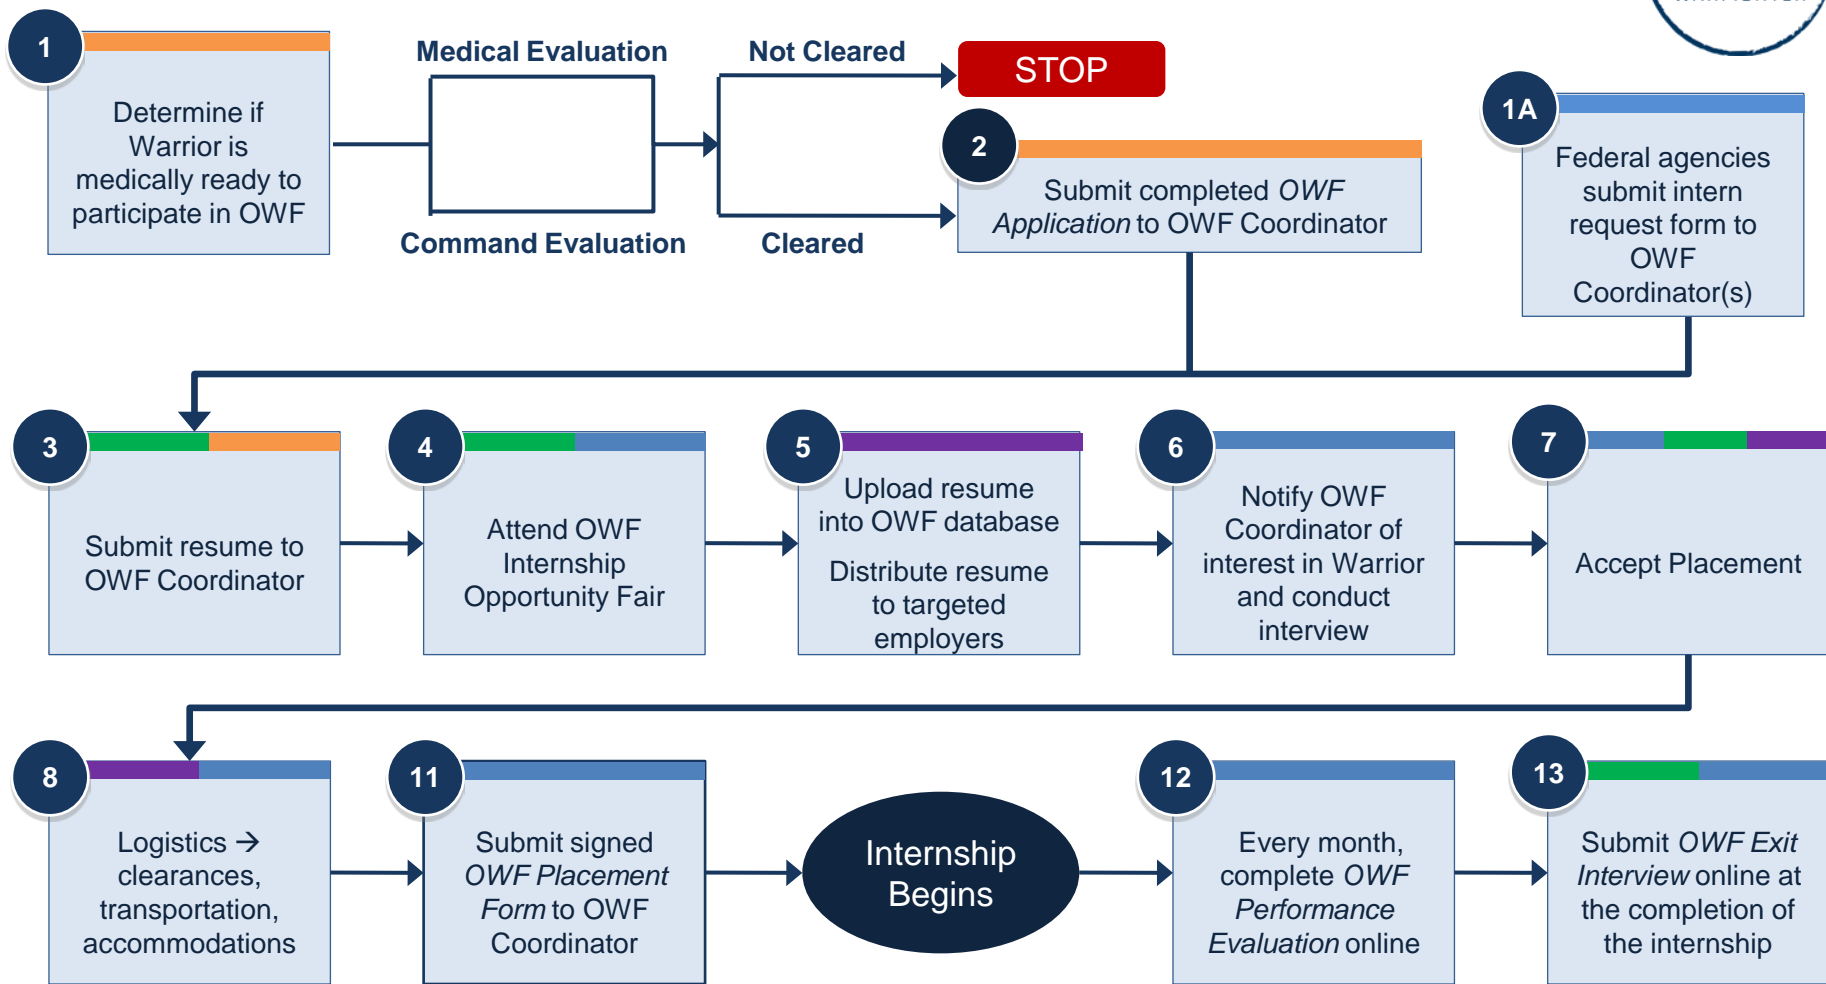 1
Determine if
Warrior is
medically ready to
participate in OWF
Medical Evaluation
Command Evaluation
Not Cleared
Cleared
STOP
2
Submit completed OWF
Application to OWF Coordinator
1A
Federal agencies
submit intern
request form to
OWF
Coordinator(s)
3
Submit resume to
OWF Coordinator
4
Attend OWF
Internship
Opportunity Fair
5
Upload resume
into OWF database
Distribute resume
to targeted
employers
6
Notify OWF
Coordinator of
interest in Warrior
and conduct
interview
7
Accept Placement
8
Logistics →
clearances,
transportation,
accommodations
11
Submit signed
OWF Placement
Form to OWF
Coordinator
Internship
Begins
12
Every month,
complete OWF
Performance
Evaluation online
13
Submit OWF Exit
Interview online at
the completion of
the internship